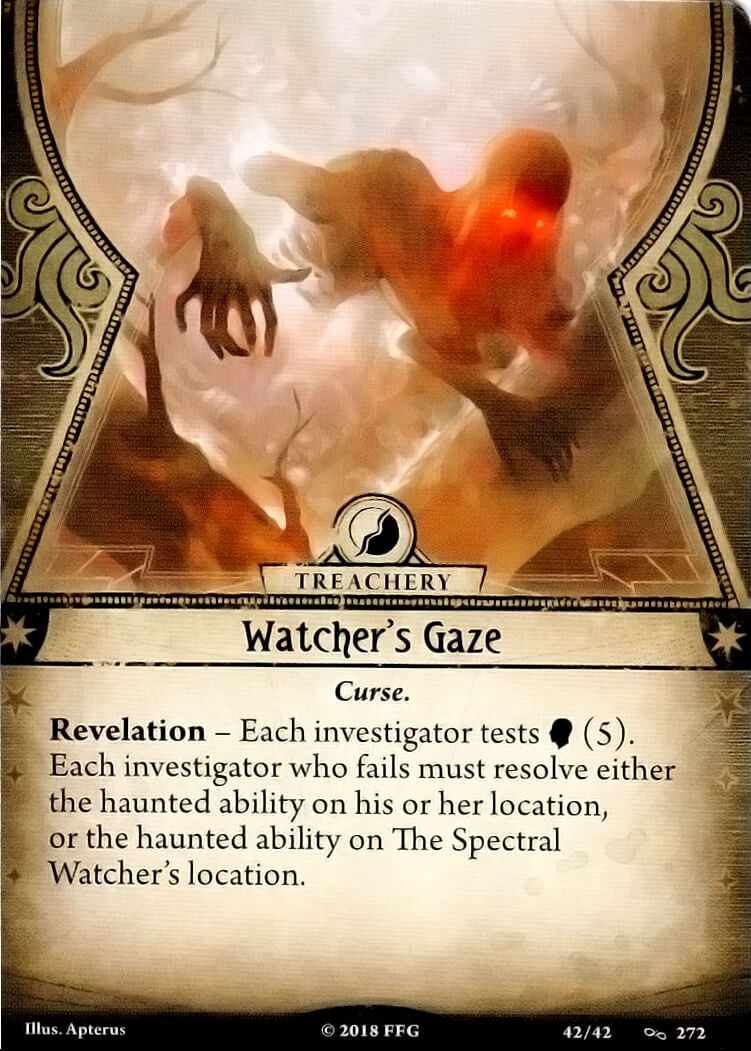 TREACHERY
Watcher's Gaze
Curse.
Revelation – Each investigator tests (5).
Each investigator who fails must resolve either
the haunted ability on his or her location,
or the haunted ability on The Spectral
Watcher's location.
Illus. Apterus
© 2018 FFG
42/42
272